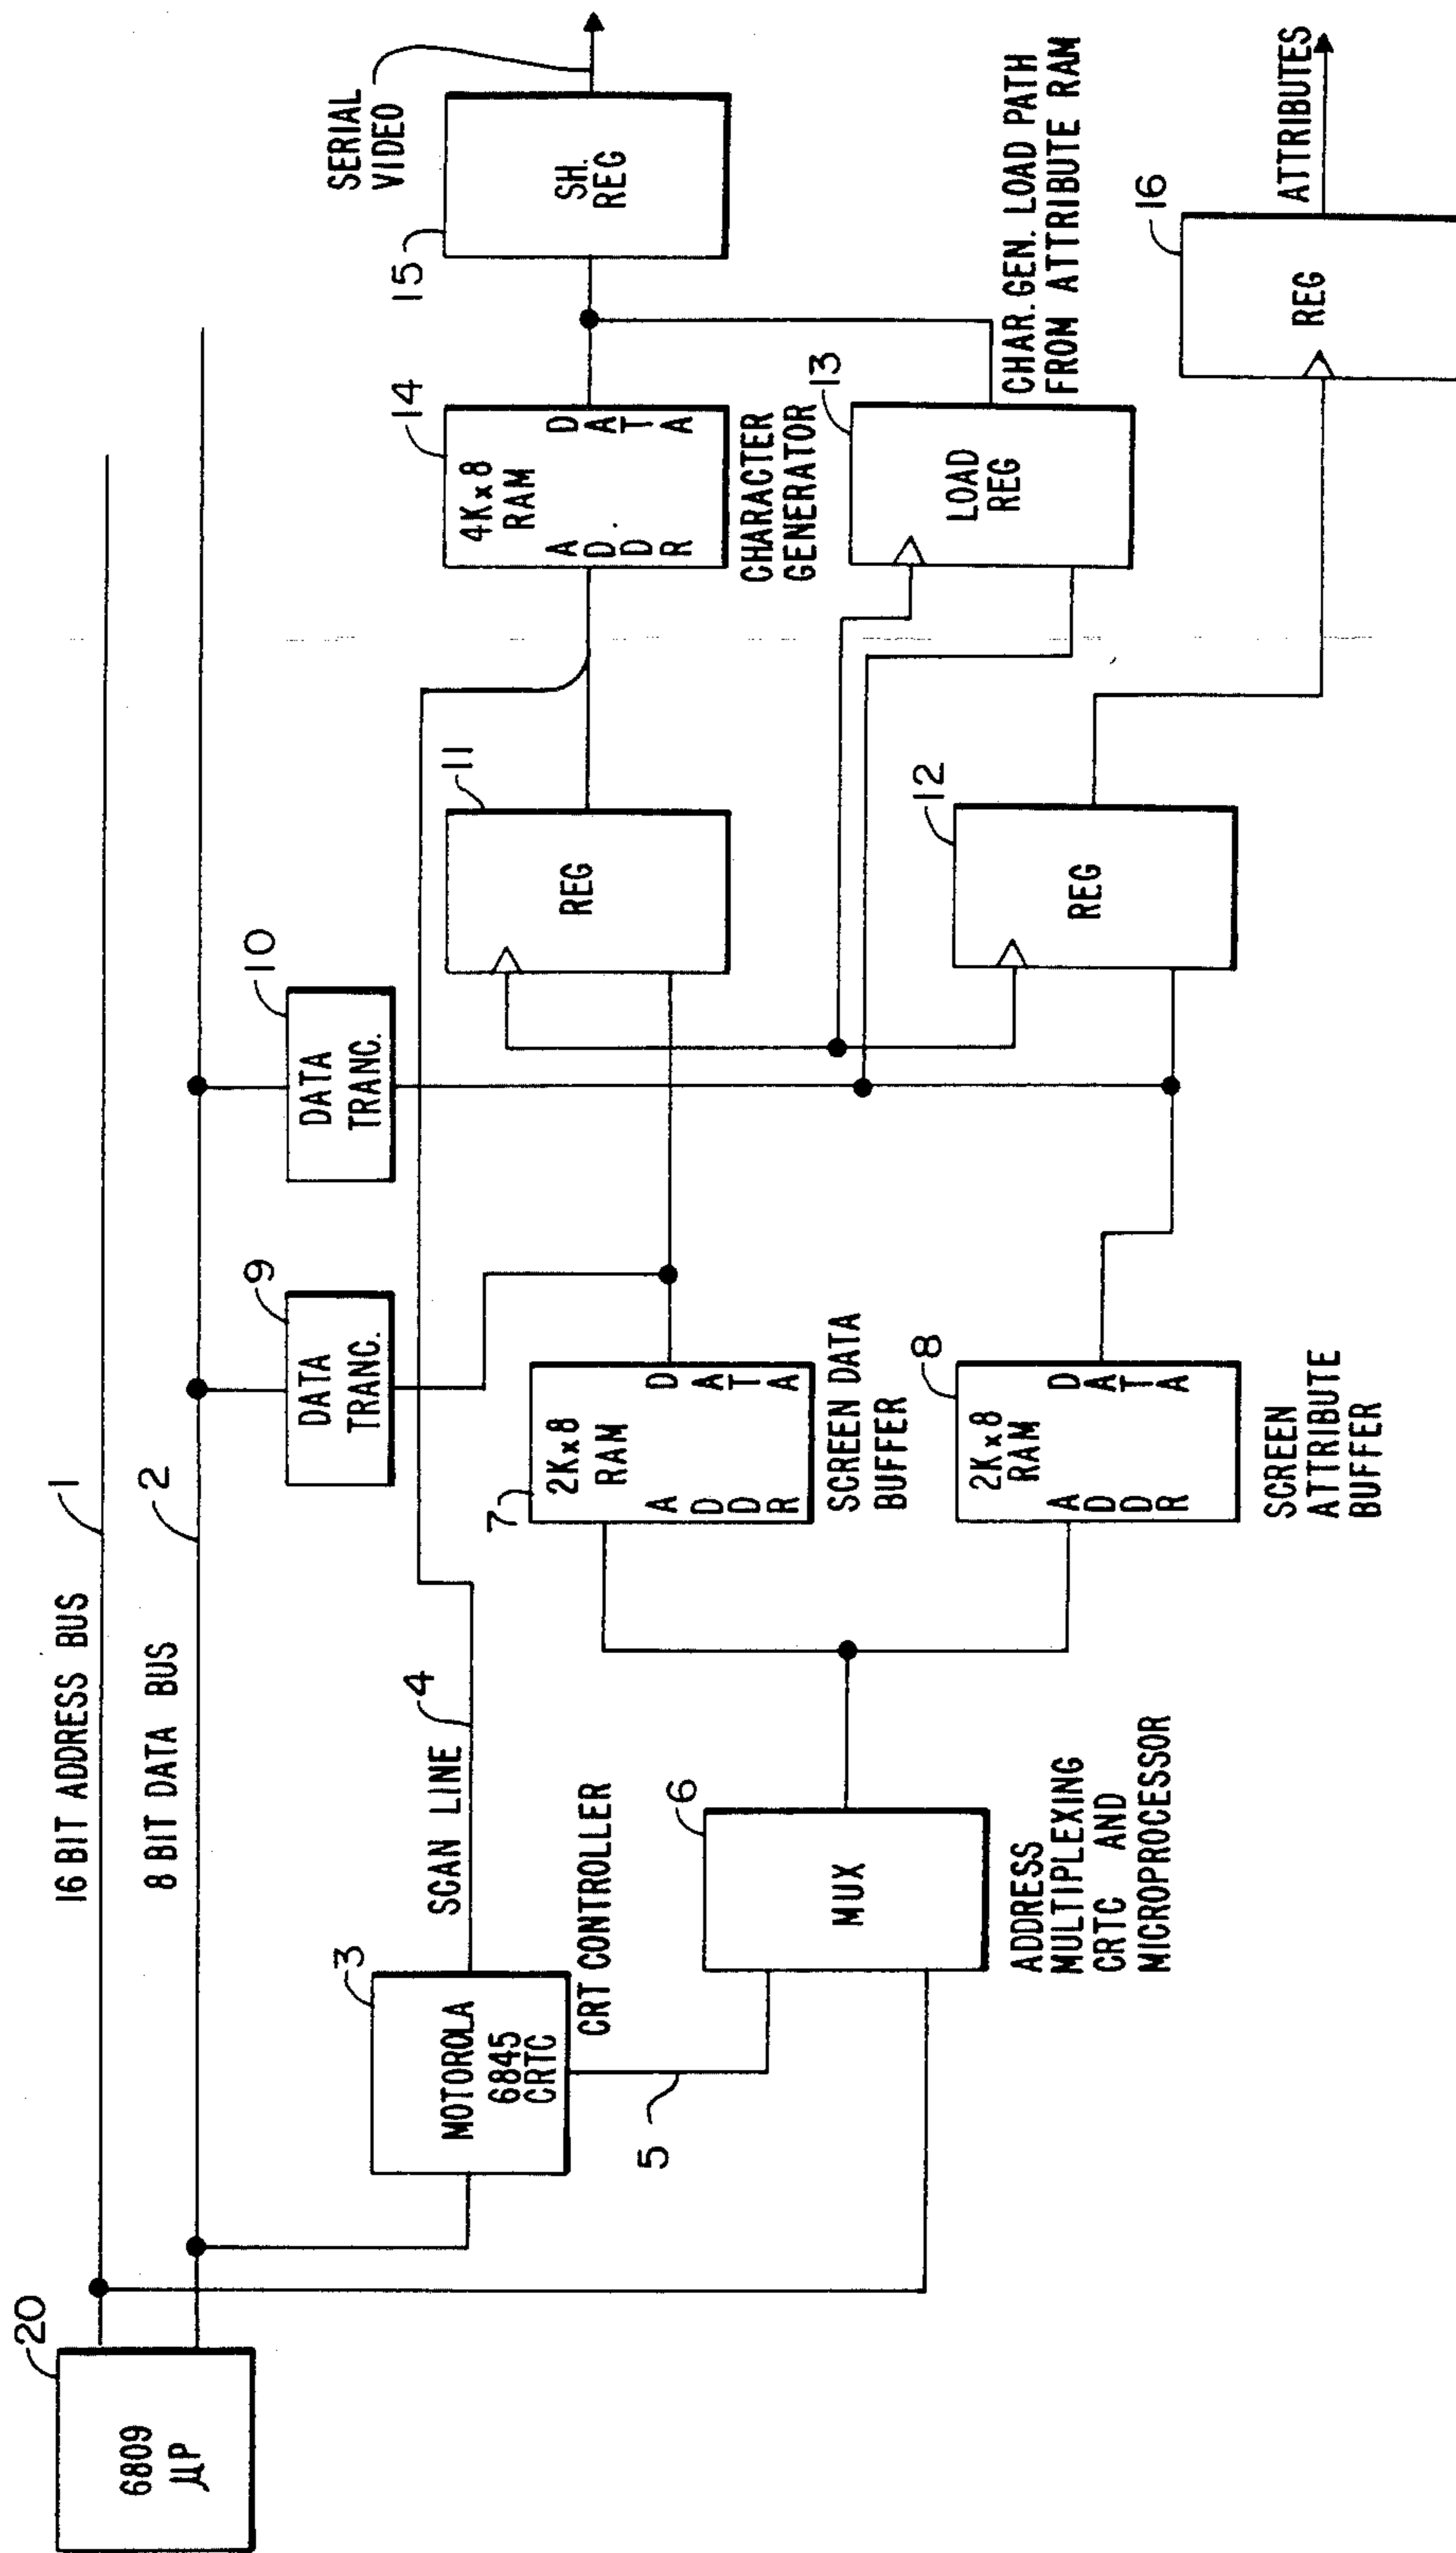 20
6809
µP
1
16 BIT ADDRESS BUS
2
8 BIT DATA BUS
3
MOTOROLA
6845
CRTC
CRT CONTROLLER
SCAN LINE
4
5
6
MUX
ADDRESS
MULTIPLEXING
CRTC AND
MICROPROCESSOR
7
2K x 8
RAM
ADDR
DATA
SCREEN DATA
BUFFER
8
2K x 8
RAM
ADDR
DATA
SCREEN
ATTRIBUTE
BUFFER
9
DATA
TRANC.
10
DATA
TRANC.
11
REG
12
REG
14
4K x 8
RAM
ADDR
DATA
CHARACTER
GENERATOR
13
LOAD
REG
CHAR. GEN. LOAD PATH
FROM ATTRIBUTE RAM
15
SH.
REG
SERIAL
VIDEO
16
REG
ATTRIBUTES